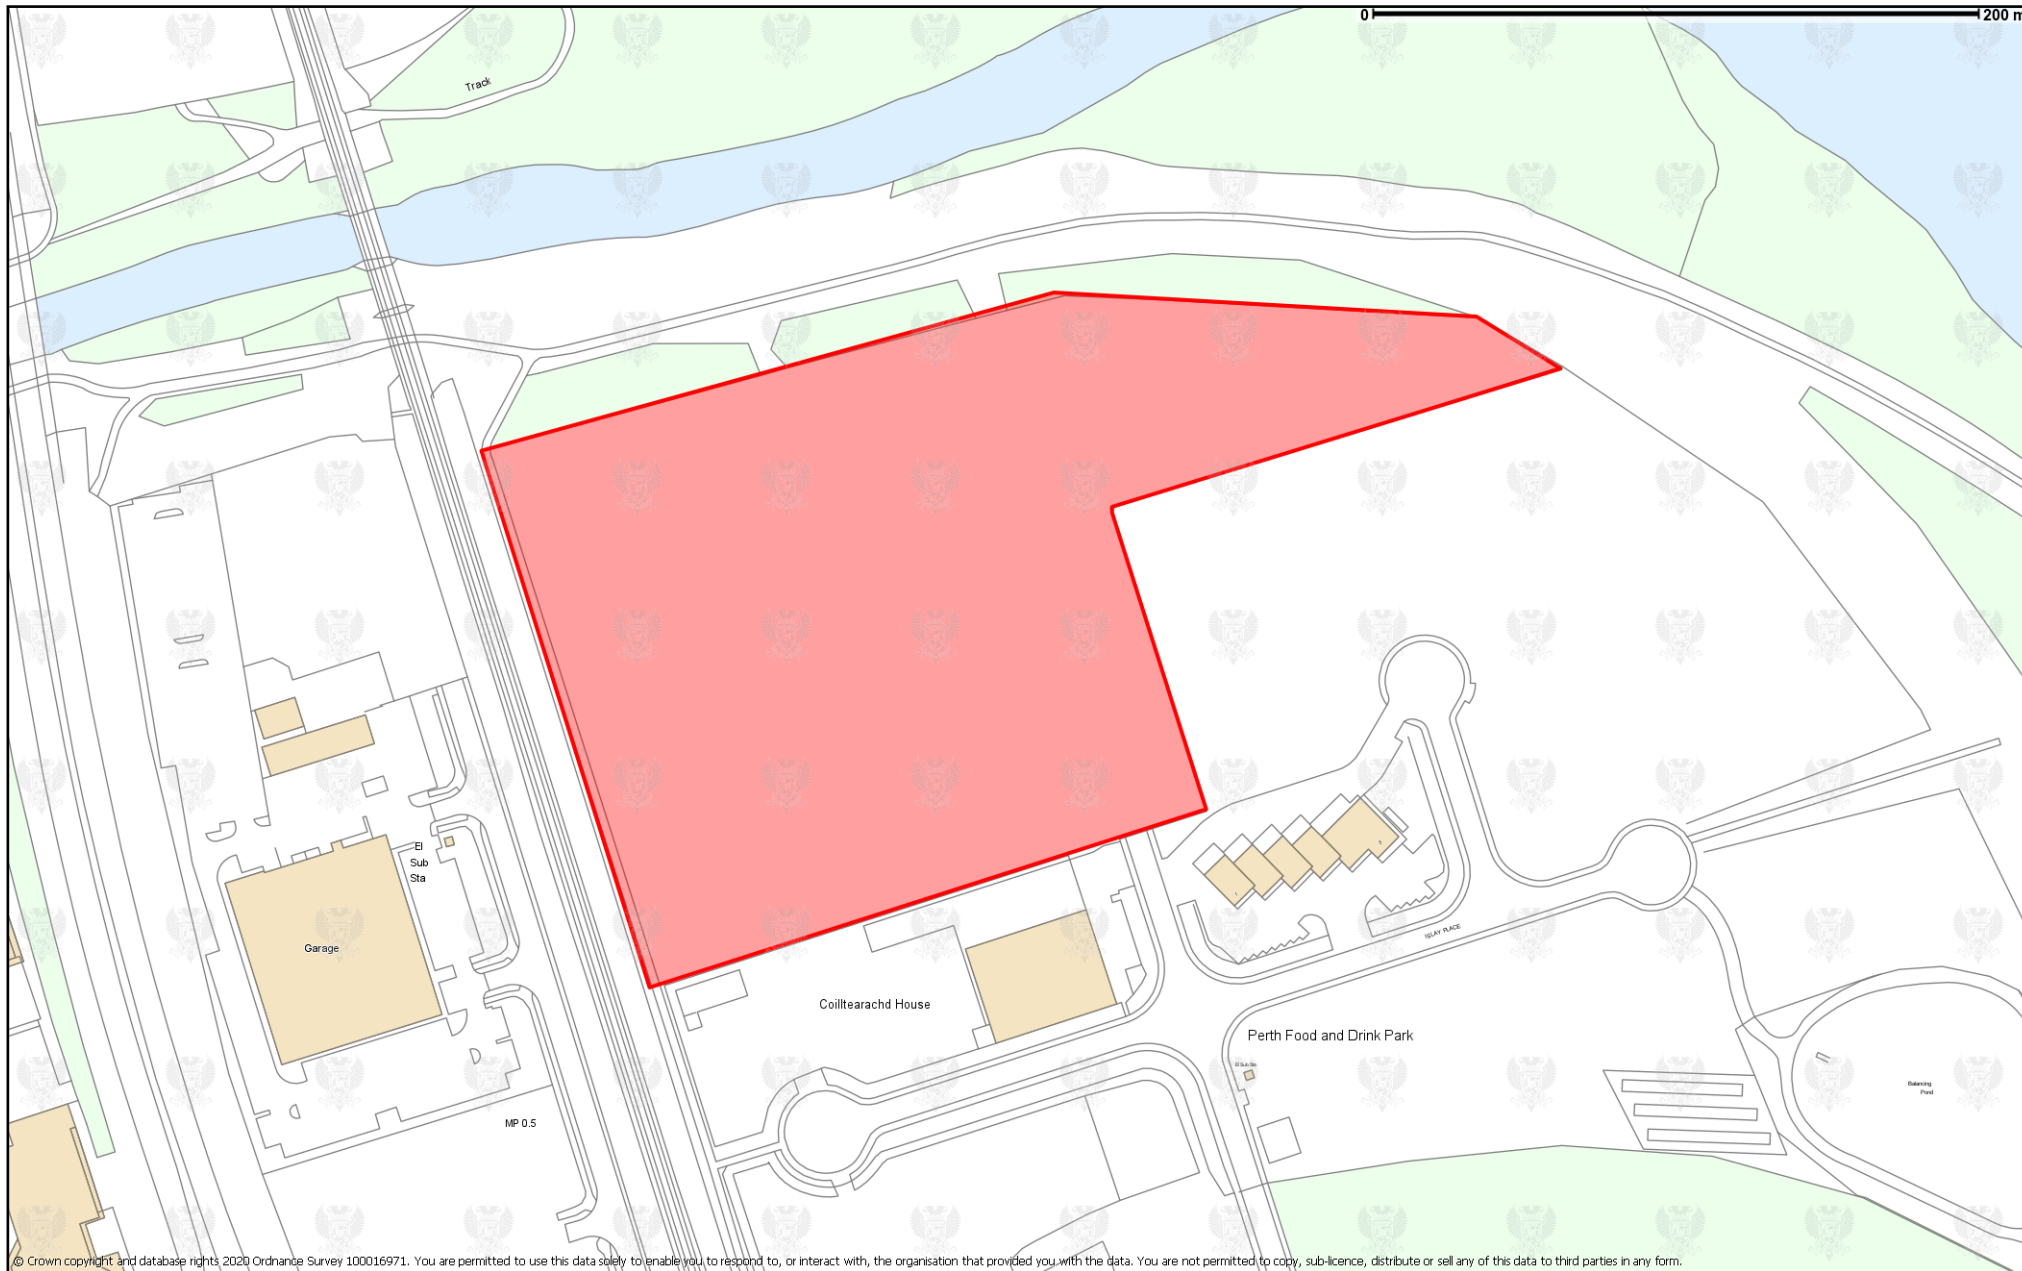 0
200 m
Track
El
Sub
Sta
Garage
ISLAY PLACE
Coilltearachd House
Perth Food and Drink Park
El Sub Sta
Balancing
Pond
MP 0.5
© Crown copyright and database rights 2020 Ordnance Survey 100016971. You are permitted to use this data solely to enable you to respond to, or interact with, the organisation that provided you with the data. You are not permitted to copy, sub-licence, distribute or sell any of this data to third parties in any form.